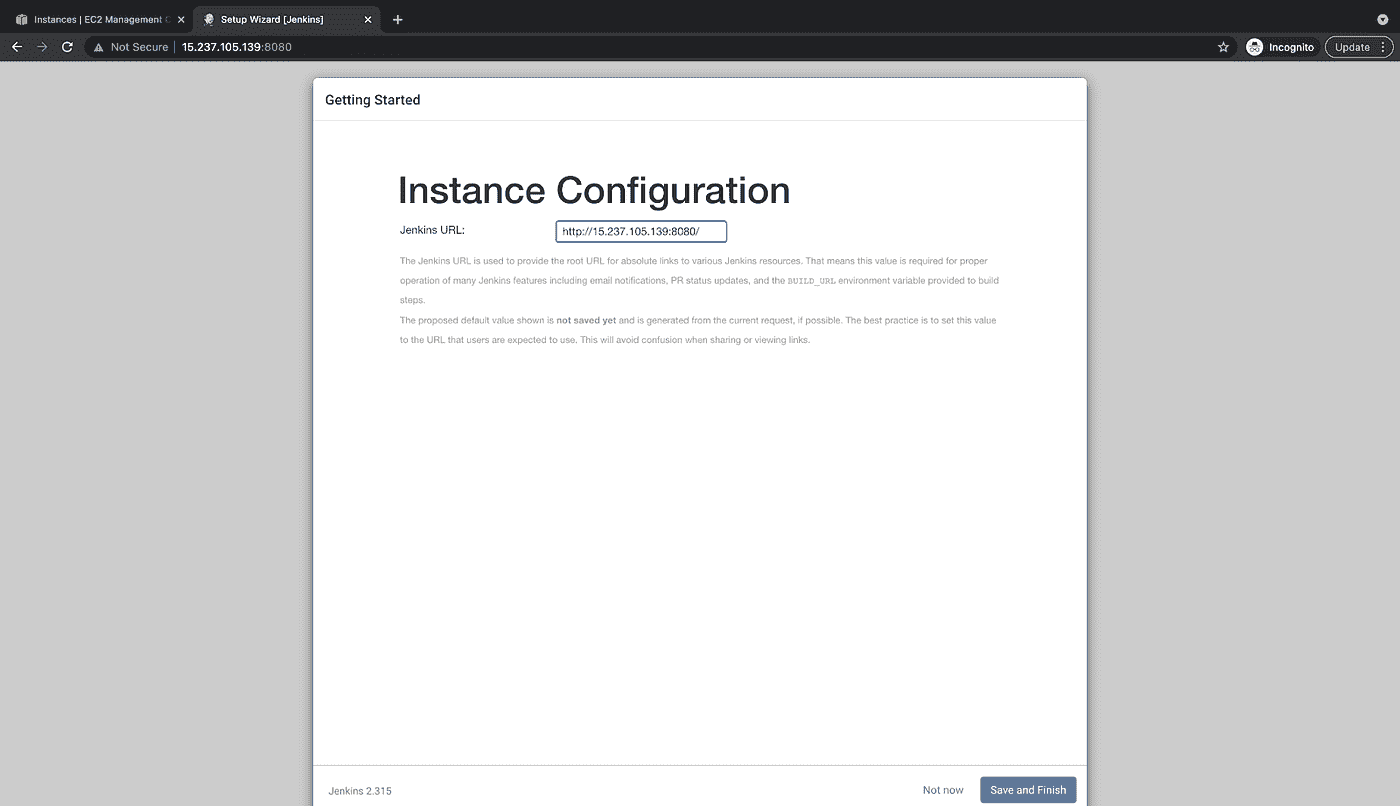 Instances | EC2 Management C
Setup Wizard [Jenkins]
Not Secure
15.237.105.139:8080
Incognito
Update
Getting Started
Instance Configuration
Jenkins URL:
http://15.237.105.139:8080/
The Jenkins URL is used to provide the root URL for absolute links to various Jenkins resources. That means this value is required for proper
operation of many Jenkins features including email notifications, PR status updates, and the BUILD_URL environment variable provided to build
steps.
The proposed default value shown is not saved yet and is generated from the current request, if possible. The best practice is to set this value
to the URL that users are expected to use. This will avoid confusion when sharing or viewing links.
Jenkins 2.315
Not now
Save and Finish